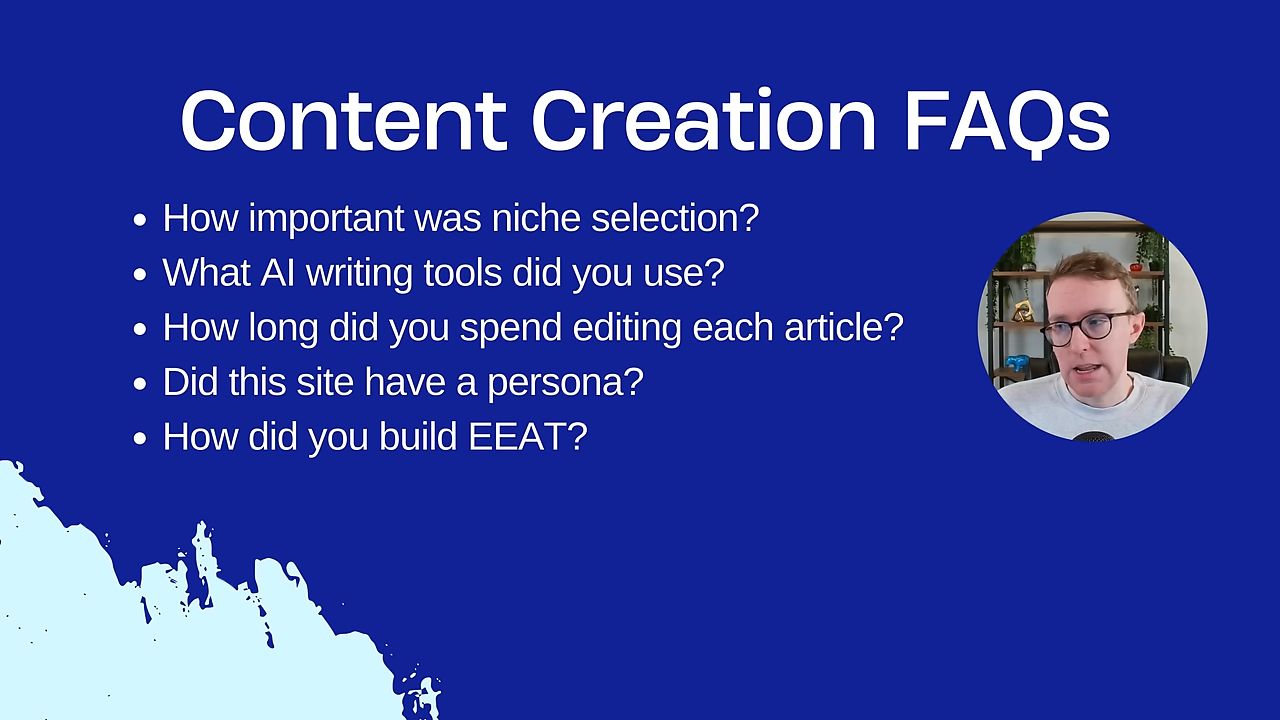 Content Creation FAQs
• How important was niche selection?
• What AI writing tools did you use?
• How long did you spend editing each article?
• Did this site have a persona?
• How did you build EEAT?